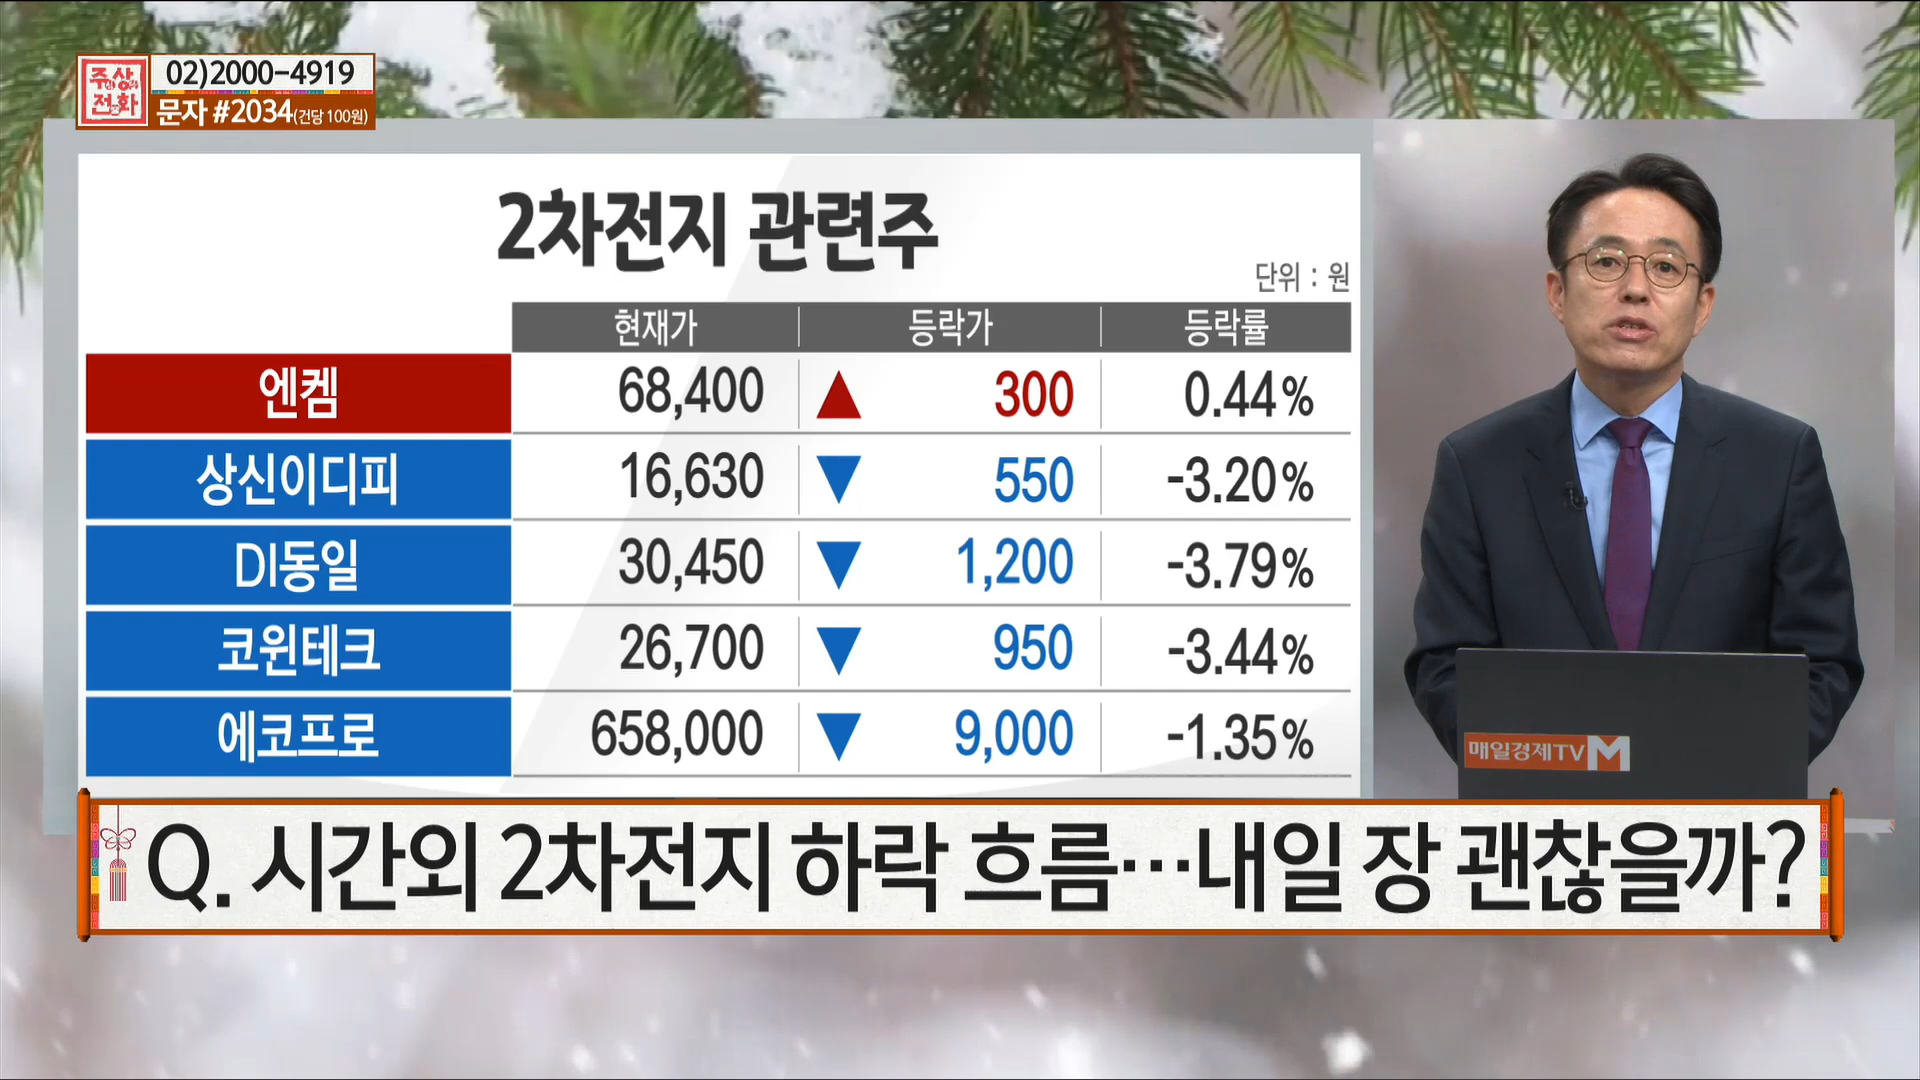 주상전화
02)2000-4919
문자 #2034(건당 100원)
2차전지 관련주
단위 : 원
현재가 등락가 등락률
엔켐 68,400 ▲ 300 0.44%
상신이디피 16,630 ▼ 550 -3.20%
DI동일 30,450 ▼ 1,200 -3.79%
코윈테크 26,700 ▼ 950 -3.44%
에코프로 658,000 ▼ 9,000 -1.35%
매일경제TV M
Q. 시간외 2차전지 하락 흐름…내일 장 괜찮을까?